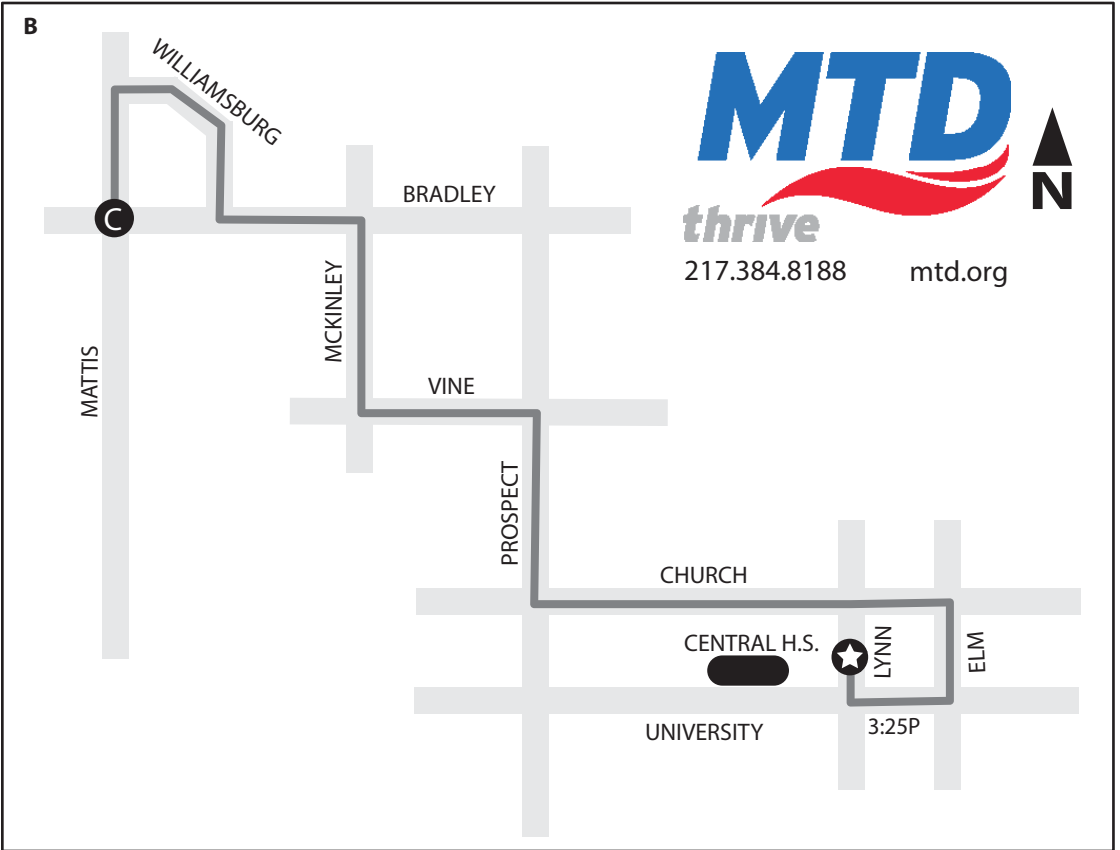 B
WILLIAMSBURG
MTD
N
thrive
217.384.8188 mtd.org
BRADLEY
C
MCKINLEY
MATTIS
VINE
PROSPECT
CHURCH
CENTRAL H.S.
LYNN
ELM
UNIVERSITY
3:25P